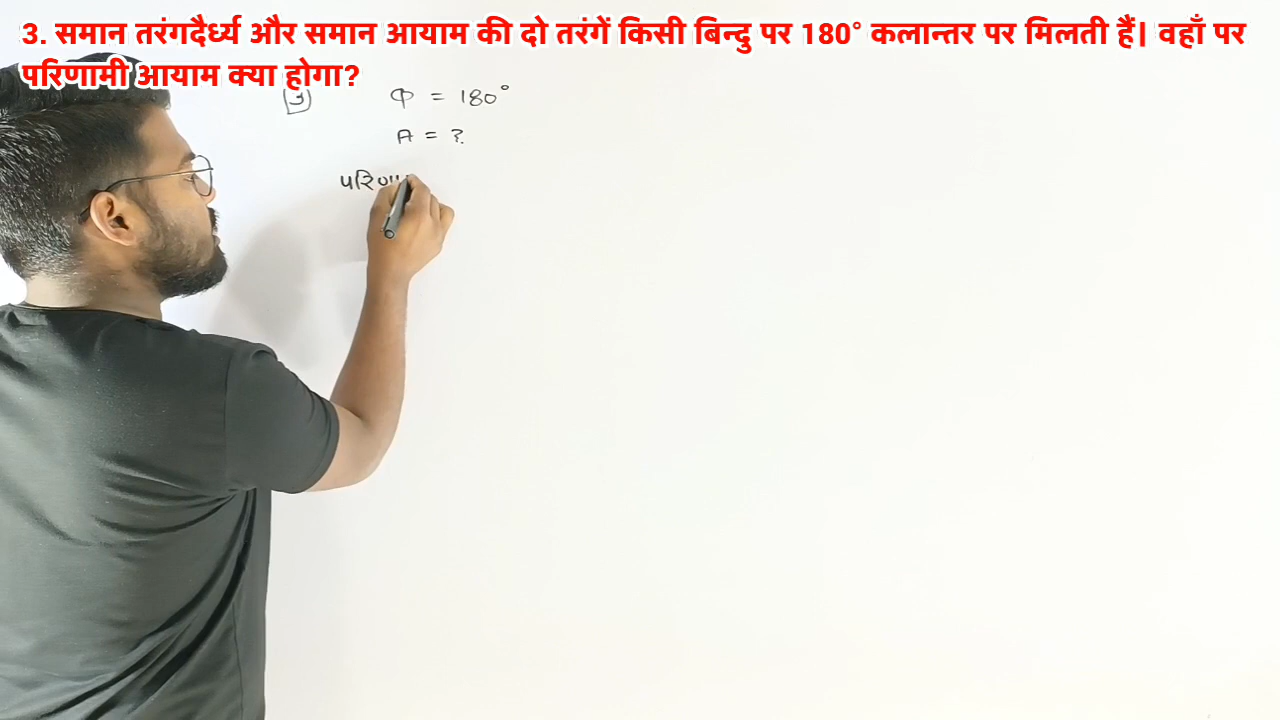 3. समान तरंगदैर्ध्य और समान आयाम की दो तरंगें किसी बिन्दु पर 180° कलान्तर पर मिलती हैं। वहाँ पर
परिणामी आयाम क्या होगा?
3 Φ = 180°
A = ?